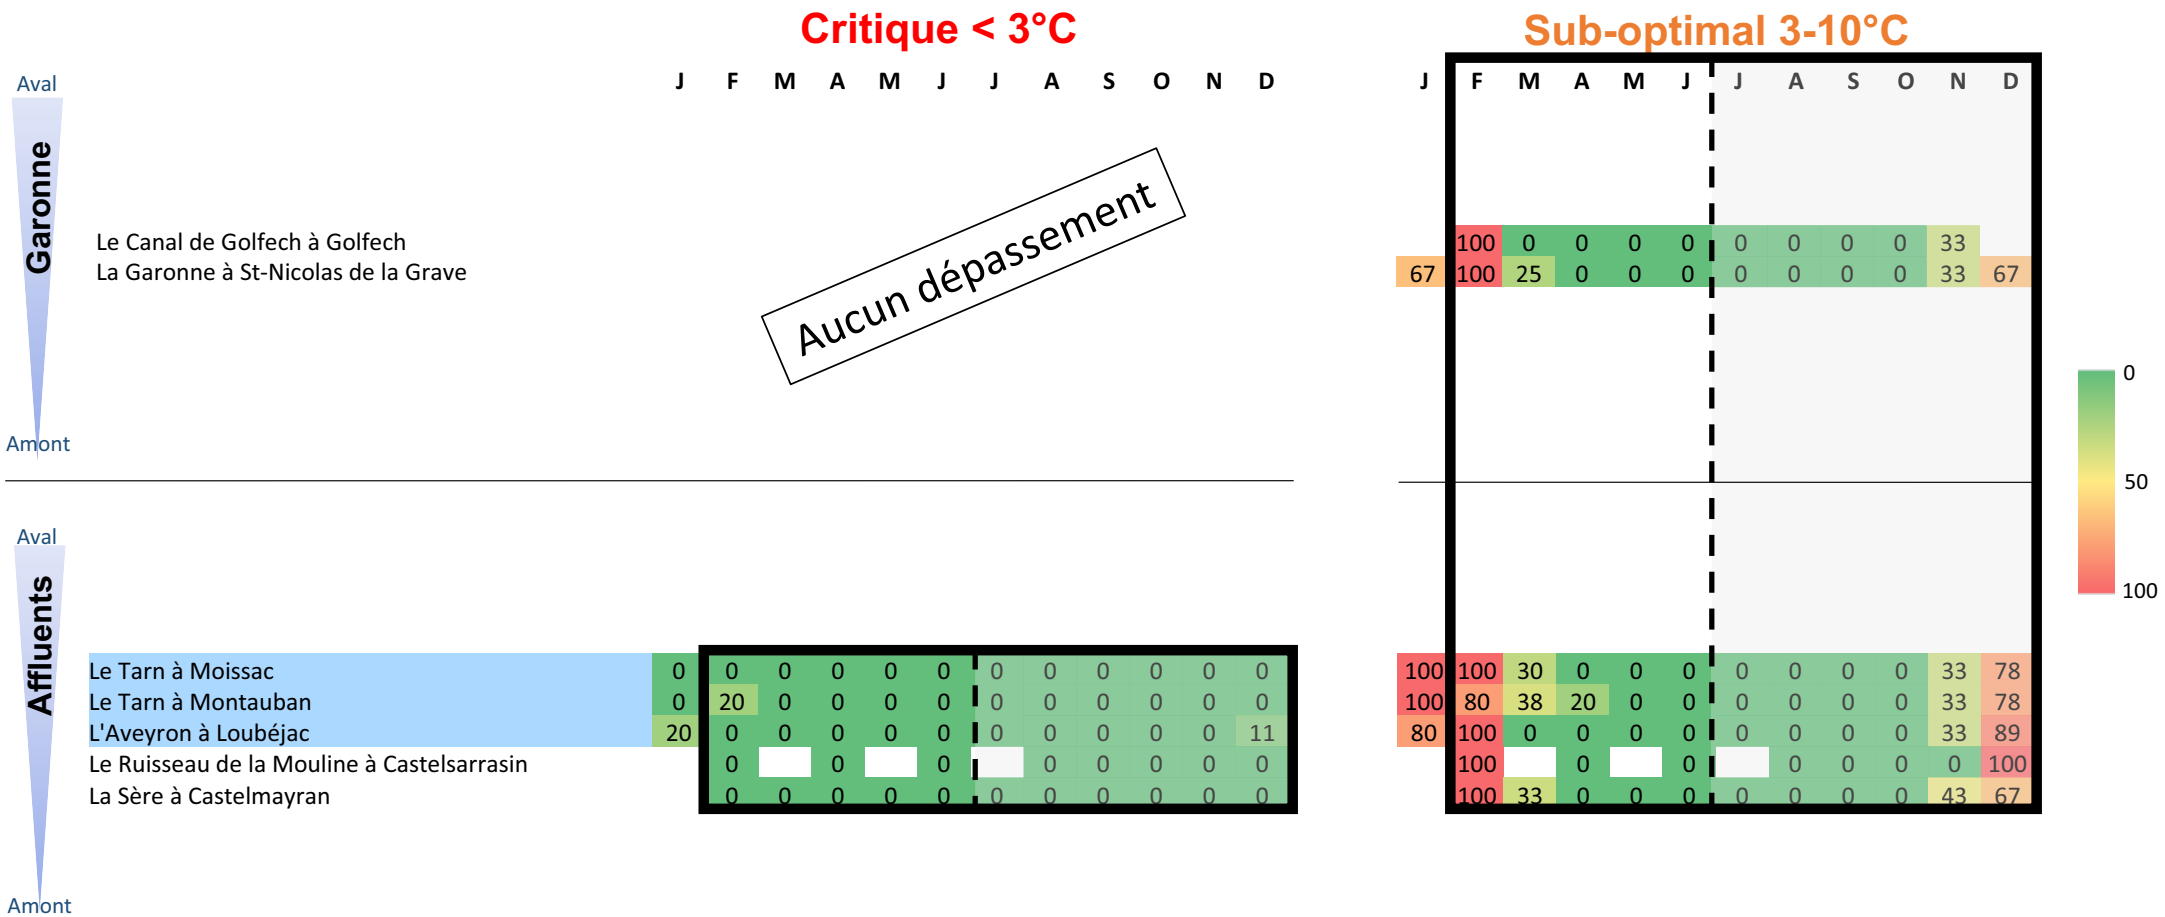 Critique < 3°C
Sub-optimal 3-10°C
Aval
J F M A M J J A S O N D
J F M A M J J A S O N D
Garonne
Aucun dépassement
Le Canal de Golfech à Golfech
100 0 0 0 0 0 0 0 0 33
La Garonne à St-Nicolas de la Grave
67 100 25 0 0 0 0 0 0 0 33 67
0
50
100
Amont
Aval
Affluents
Le Tarn à Moissac 0 0 0 0 0 0 0 0 0 0 0 0
100 100 30 0 0 0 0 0 0 0 33 78
Le Tarn à Montauban 0 20 0 0 0 0 0 0 0 0 0 0
100 80 38 20 0 0 0 0 0 0 33 78
L'Aveyron à Loubéjac 20 0 0 0 0 0 0 0 0 0 0 11
80 100 0 0 0 0 0 0 0 0 33 89
Le Ruisseau de la Mouline à Castelsarrasin 0 0 0 0 0 0 0 0
100 0 0 0 0 0 0 100
La Sère à Castelmayran 0 0 0 0 0 0 0 0 0 0 0
100 33 0 0 0 0 0 0 0 43 67
Amont